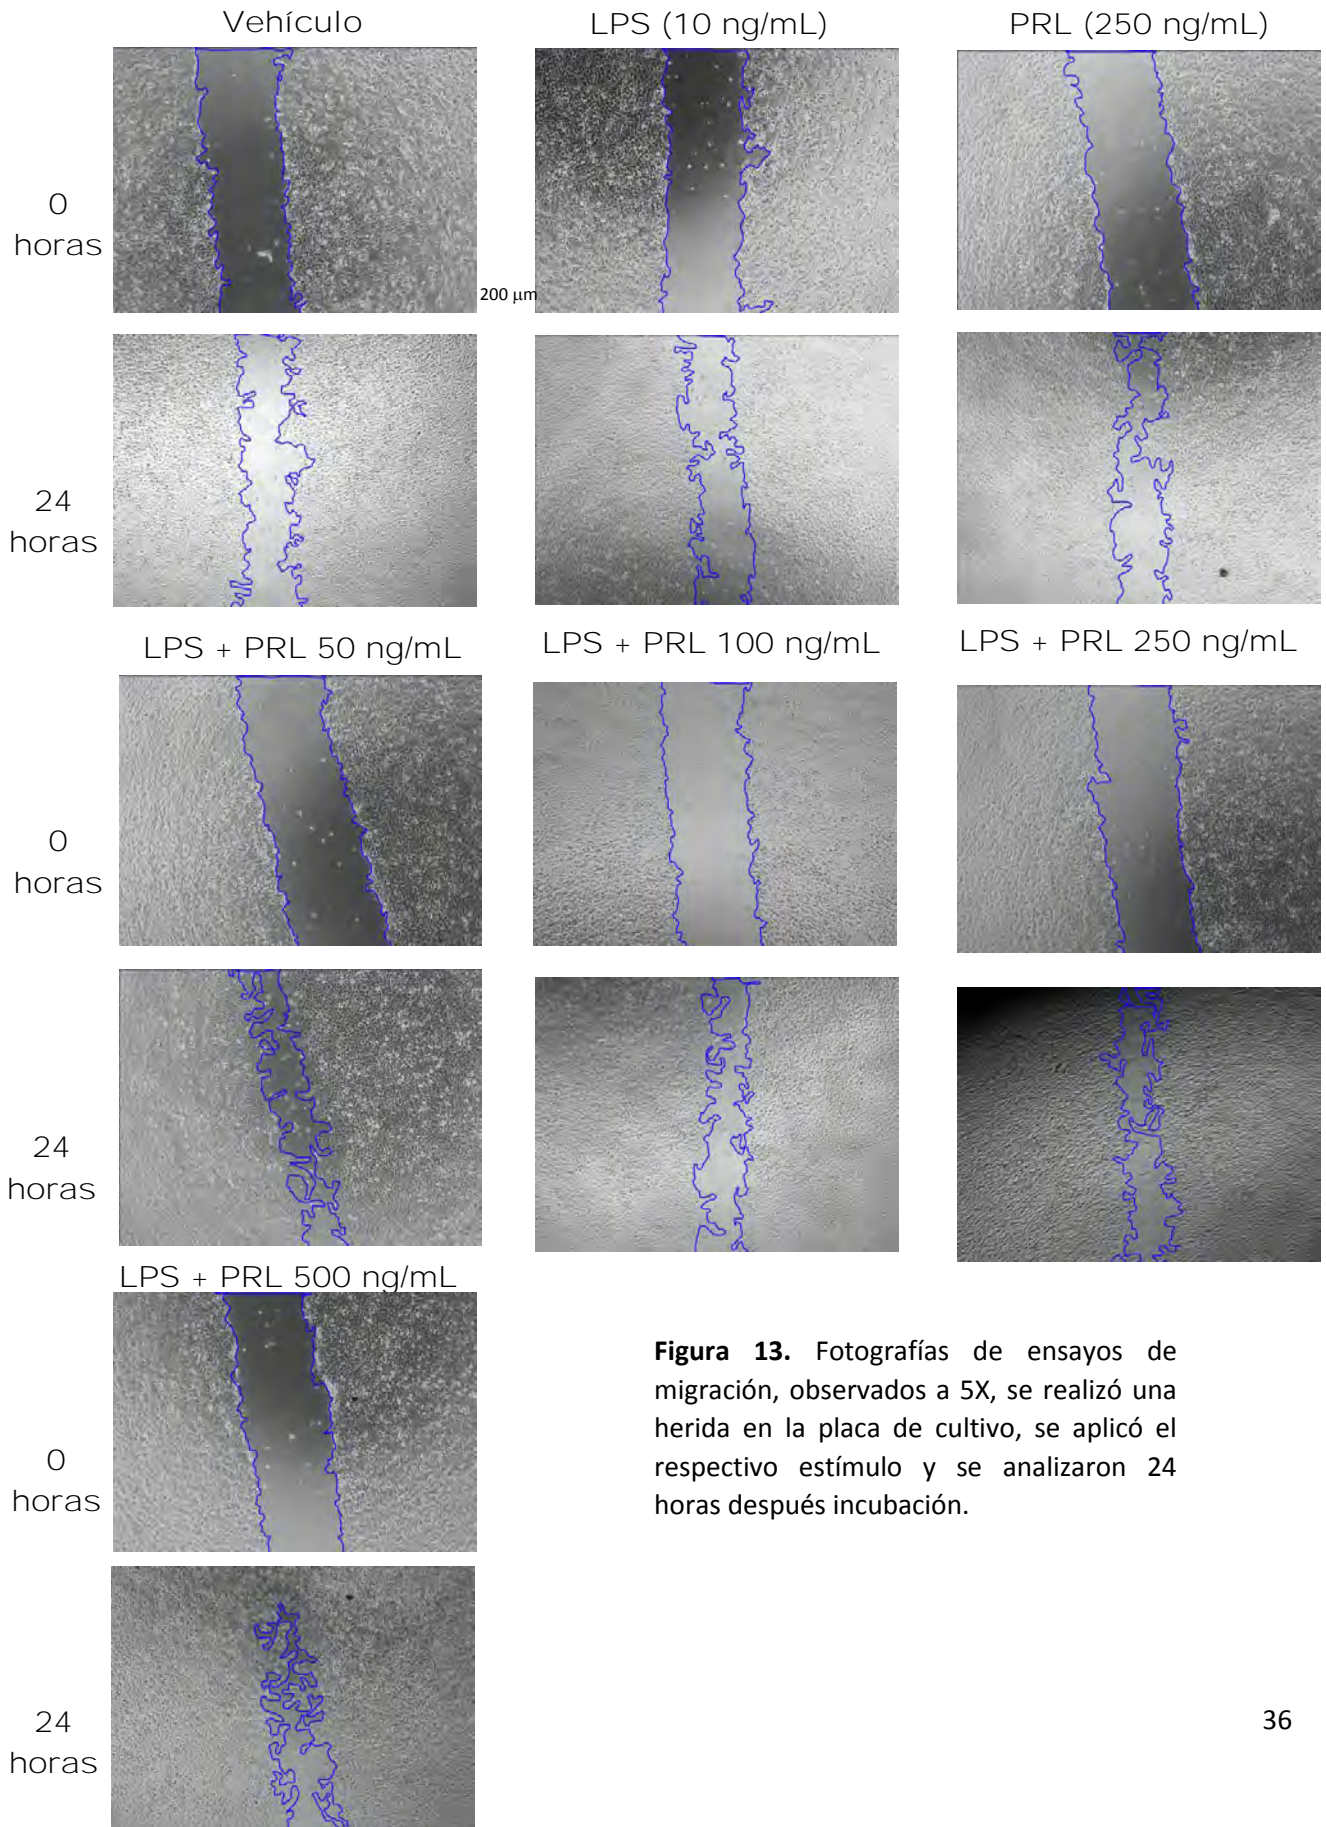 Vehículo
LPS (10 ng/mL)
PRL (250 ng/mL)
0
horas
200 µm
24
horas
LPS + PRL 50 ng/mL
LPS + PRL 100 ng/mL
LPS + PRL 250 ng/mL
0
horas
24
horas
LPS + PRL 500 ng/mL
0
horas
24
horas
Figura 13. Fotografías de ensayos de
migración, observados a 5X, se realizó una
herida en la placa de cultivo, se aplicó el
respectivo estímulo y se analizaron 24
horas después incubación.
36